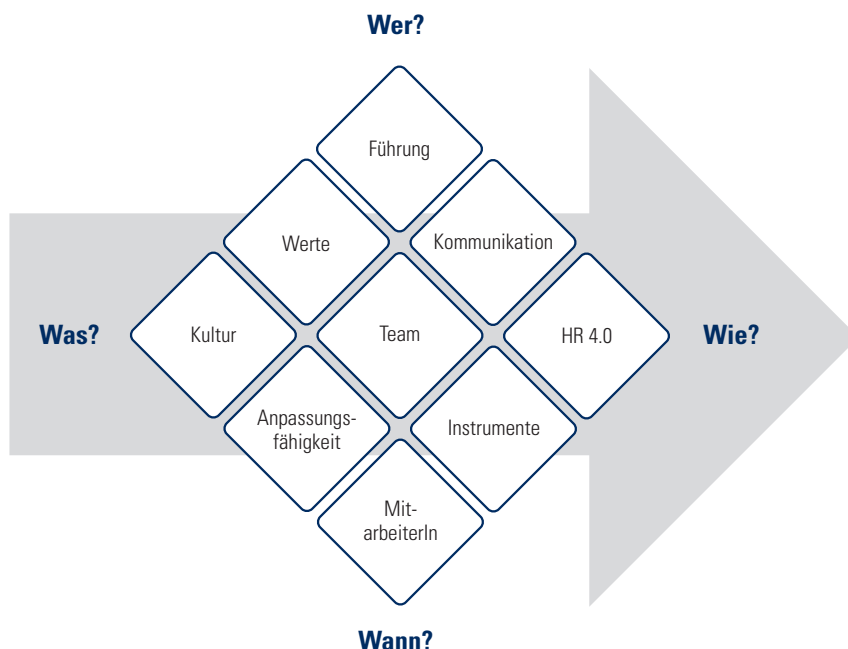 Wer?
Führung
Werte
Kommunikation
Was?
Kultur
Team
HR 4.0
Wie?
Anpassungs-
fähigkeit
Instrumente
Mit-
arbeiterIn
Wann?